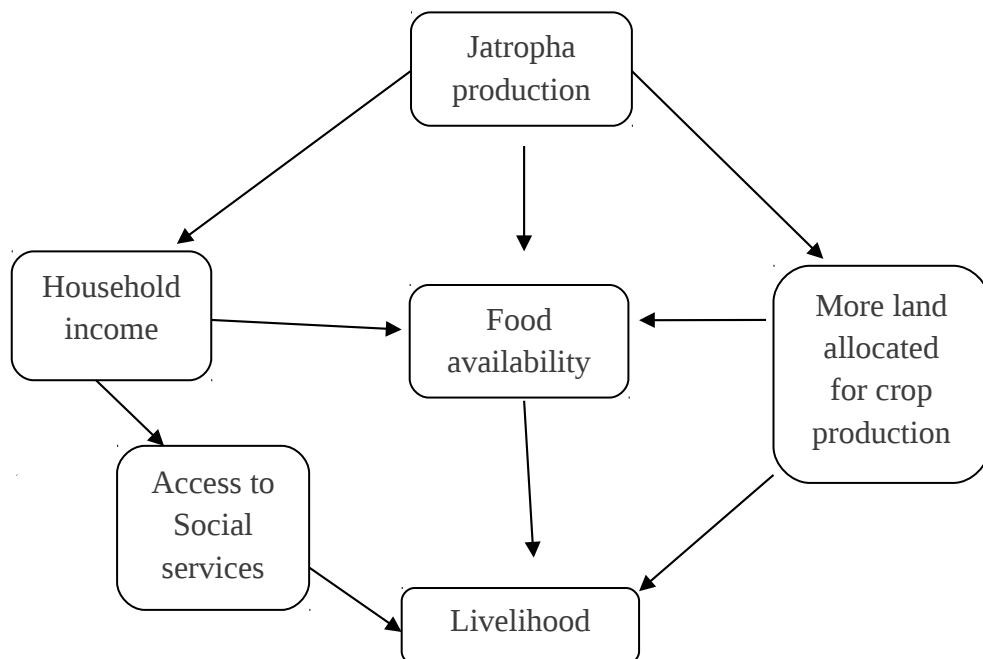 Jatropha
production
Household
income
Food
availability
More land
allocated
for crop
production
Access to
Social
services
Livelihood